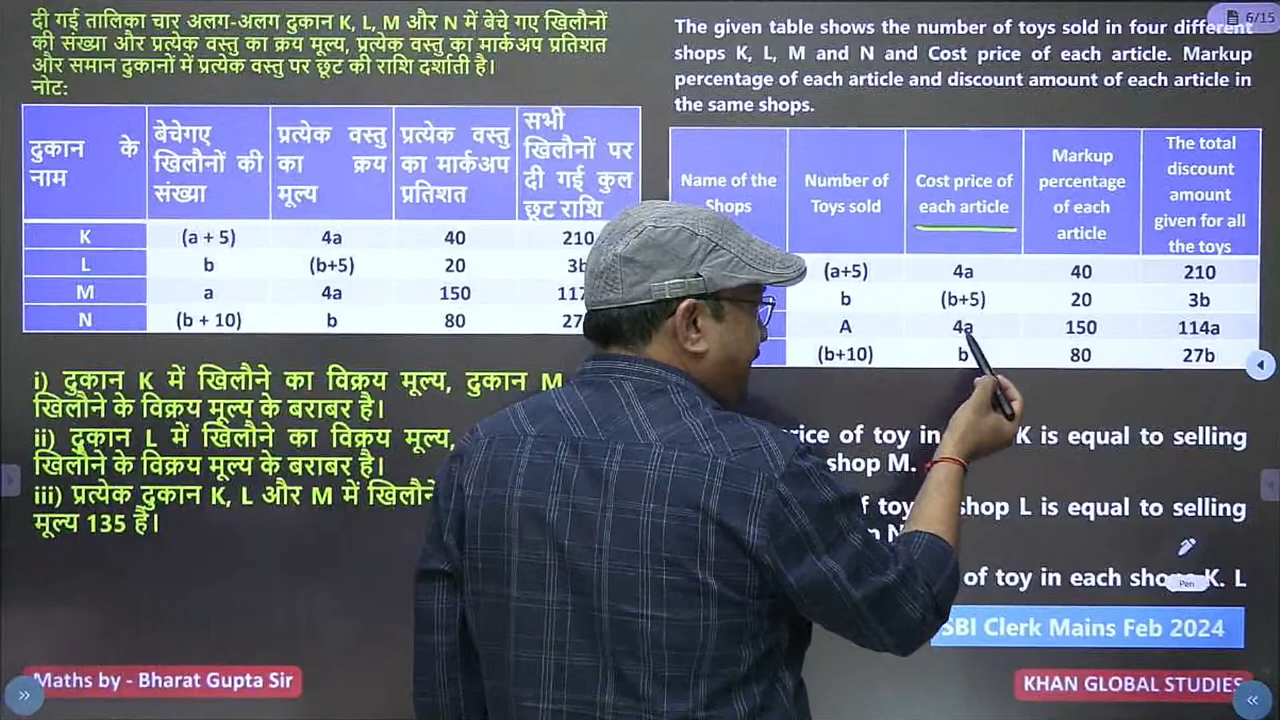 दी गई तालिका चार अलग-अलग दुकान K, L, M और N में बेचे गए खिलौनों
की संख्या और प्रत्येक वस्तु का क्रय मूल्य, प्रत्येक वस्तु का मार्कअप प्रतिशत
और समान दुकानों में प्रत्येक वस्तु पर छूट की राशि दर्शाती है।
नोट:
दुकान के नाम
बेचेगए खिलौनों की संख्या
प्रत्येक वस्तु का क्रय मूल्य
प्रत्येक वस्तु का मार्कअप प्रतिशत
सभी खिलौनों पर दी गई कुल छूट राशि
K (a + 5) 4a 40 210
L b (b+5) 20 3b
M a 4a 150 117
N (b + 10) b 80 27
i) दुकान K में खिलौने का विक्रय मूल्य, दुकान M
खिलौने के विक्रय मूल्य के बराबर है।
ii) दुकान L में खिलौने का विक्रय मूल्य,
खिलौने के विक्रय मूल्य के बराबर है।
iii) प्रत्येक दुकान K, L और M में खिलौने
मूल्य 135 है।
Maths by - Bharat Gupta Sir
6/15
The given table shows the number of toys sold in four different
shops K, L, M and N and Cost price of each article. Markup
percentage of each article and discount amount of each article in
the same shops.
Name of the Shops
Number of Toys sold
Cost price of each article
Markup percentage of each article
The total discount amount given for all the toys
(a+5) 4a 40 210
b (b+5) 20 3b
A 4a 150 114a
(b+10) b 80 27b
of toy in K is equal to selling
shop M.
shop L is equal to selling
of toy in each K. L
Pen
SBI Clerk Mains Feb 2024
KHAN GLOBAL STUDIES